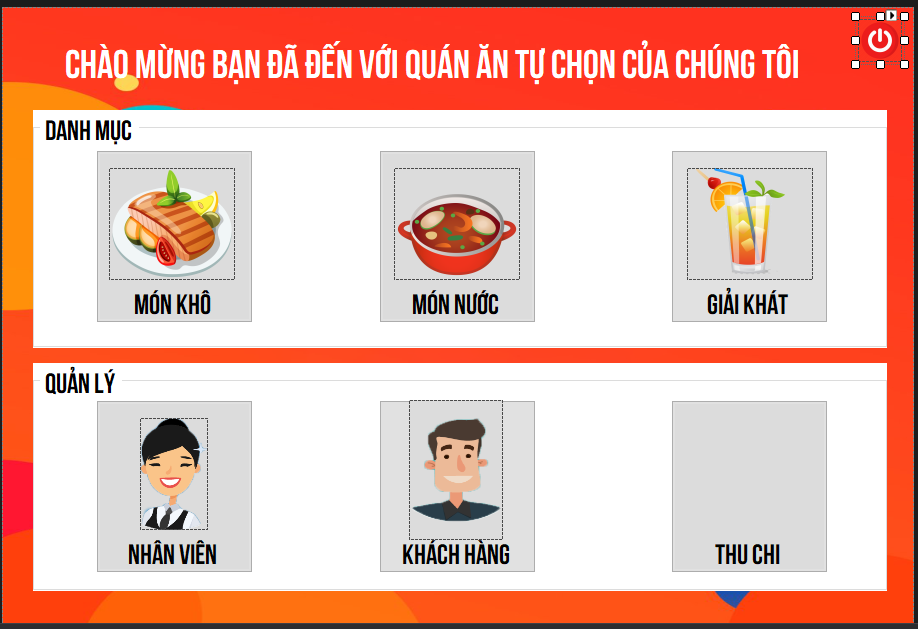 CHÀO MỪNG BẠN ĐÃ ĐẾN VỚI QUÁN ĂN TỰ CHỌN CỦA CHÚNG TÔI
DANH MỤC
MÓN KHÔ
MÓN NƯỚC
GIẢI KHÁT
QUẢN LÝ
NHÂN VIÊN
KHÁCH HÀNG
THU CHI